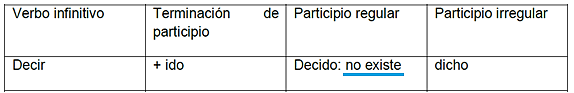 Verbo infinitivo
Terminación de
participio
Participio regular
Participio irregular
Decir
+ ido
Decido: no existe
dicho